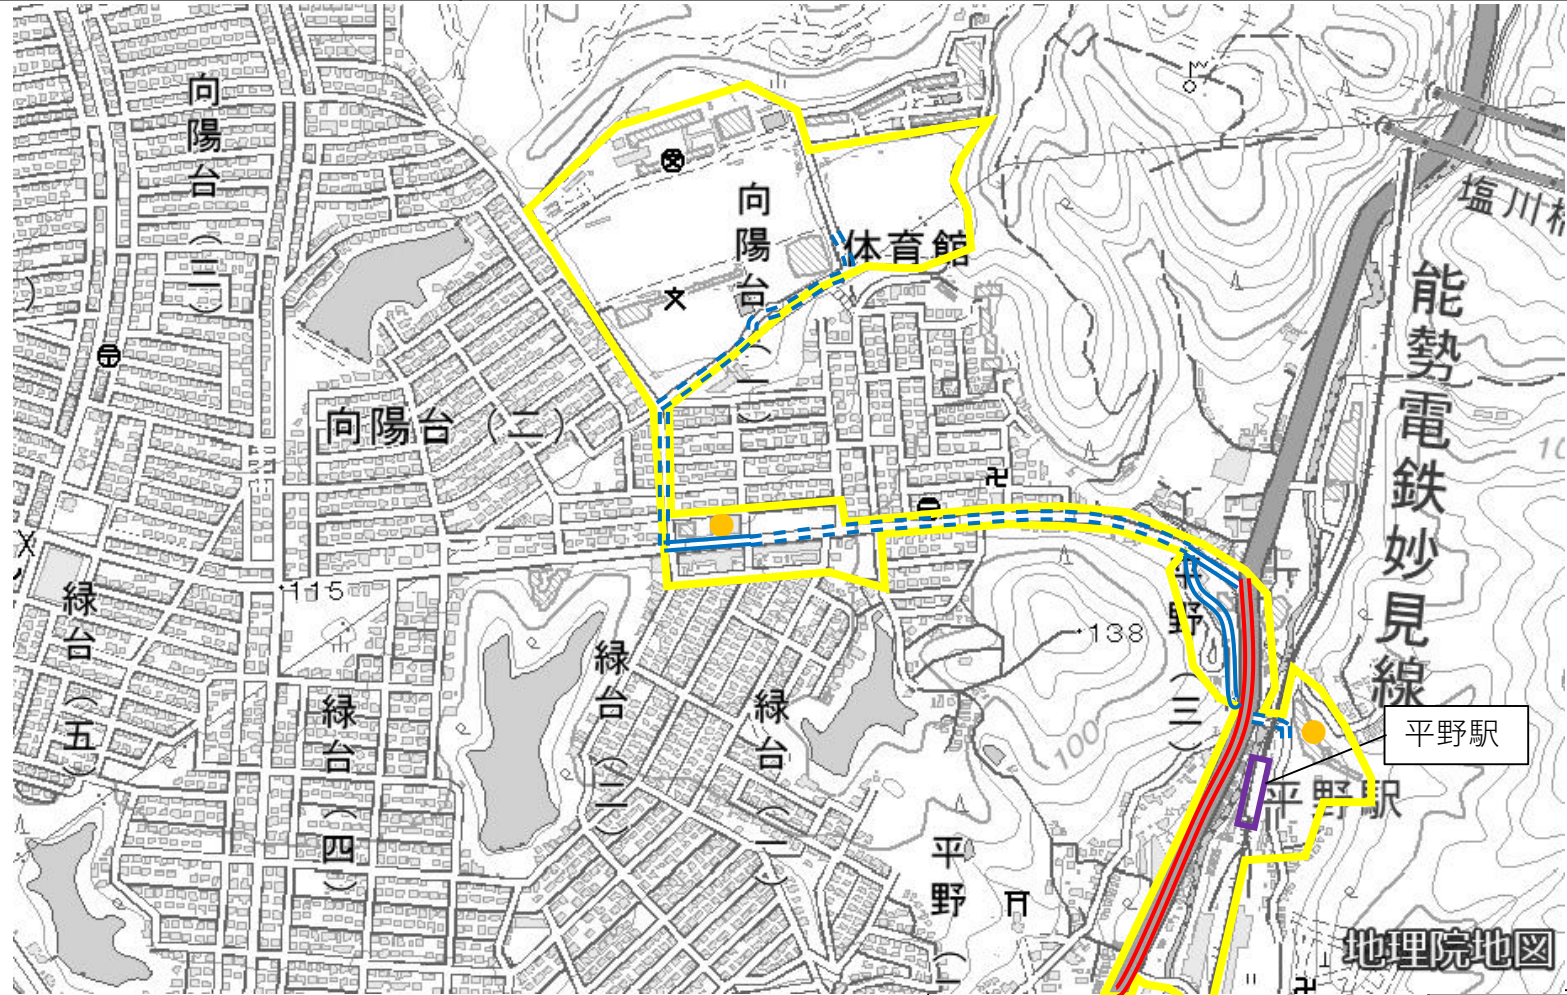 向陽台(三)
向陽台(一)
体育館
塩川
能勢電鉄妙見線
向陽台(二)
115
緑台(五)
緑台(四)
緑台(二)
緑台(一)
138
100
平野(三)
平野駅
平野駅
平野(
地理院地図